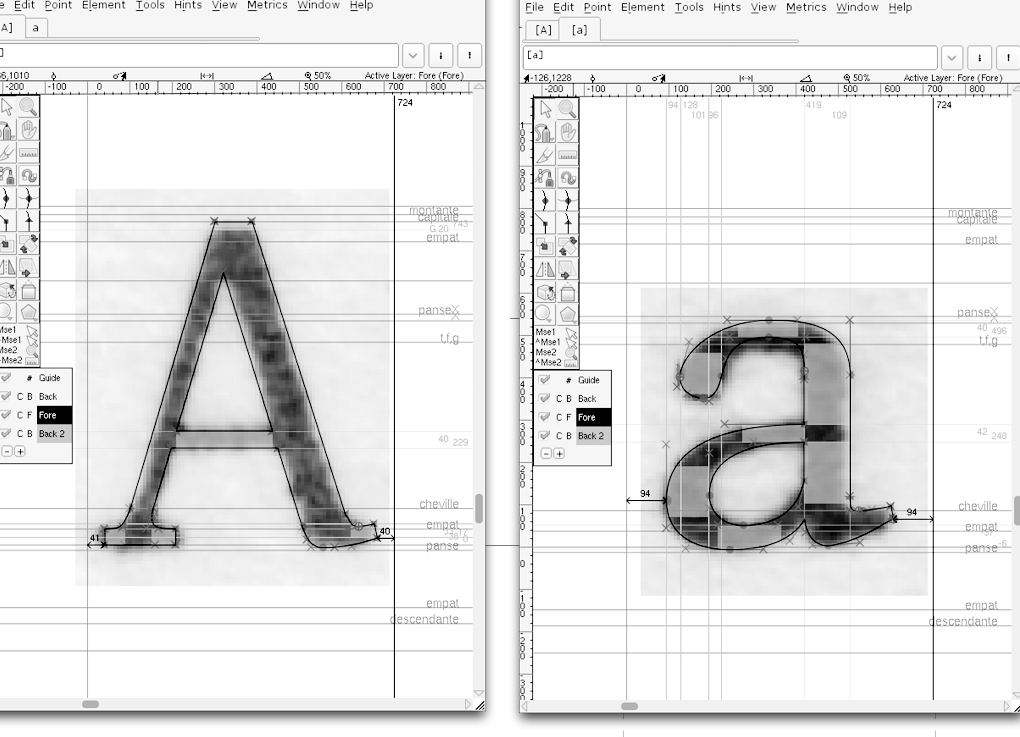 Edit Point Element Tools Hints View Metrics Window Help
A] a
50% Active Layer: Fore (Fore)
-200 -100 0 100 200 300 400 500 600 700 800
724
montante
capitale
G 20 743
empat
panseX
t,f,g
Mse1
^Mse1
Mse2
^Mse2
# Guide
C B Back
C F Fore
C B Back 2
40 229
cheville
empat
panse
41
40
empat
descendante
File Edit Point Element Tools Hints View Metrics Window Help
[A] [a]
[a]
-126,1228 50% Active Layer: Fore (Fore)
-200 -100 0 100 200 300 400 500 600 700 800
94 128 419 724
101 96 109
montante
capitale
empat
panseX
40 496
t,f,g
Mse1
^Mse1
Mse2
^Mse2
# Guide
C B Back
C F Fore
C B Back 2
42 248
94
cheville
94
empat
panse -6
empat
descendante